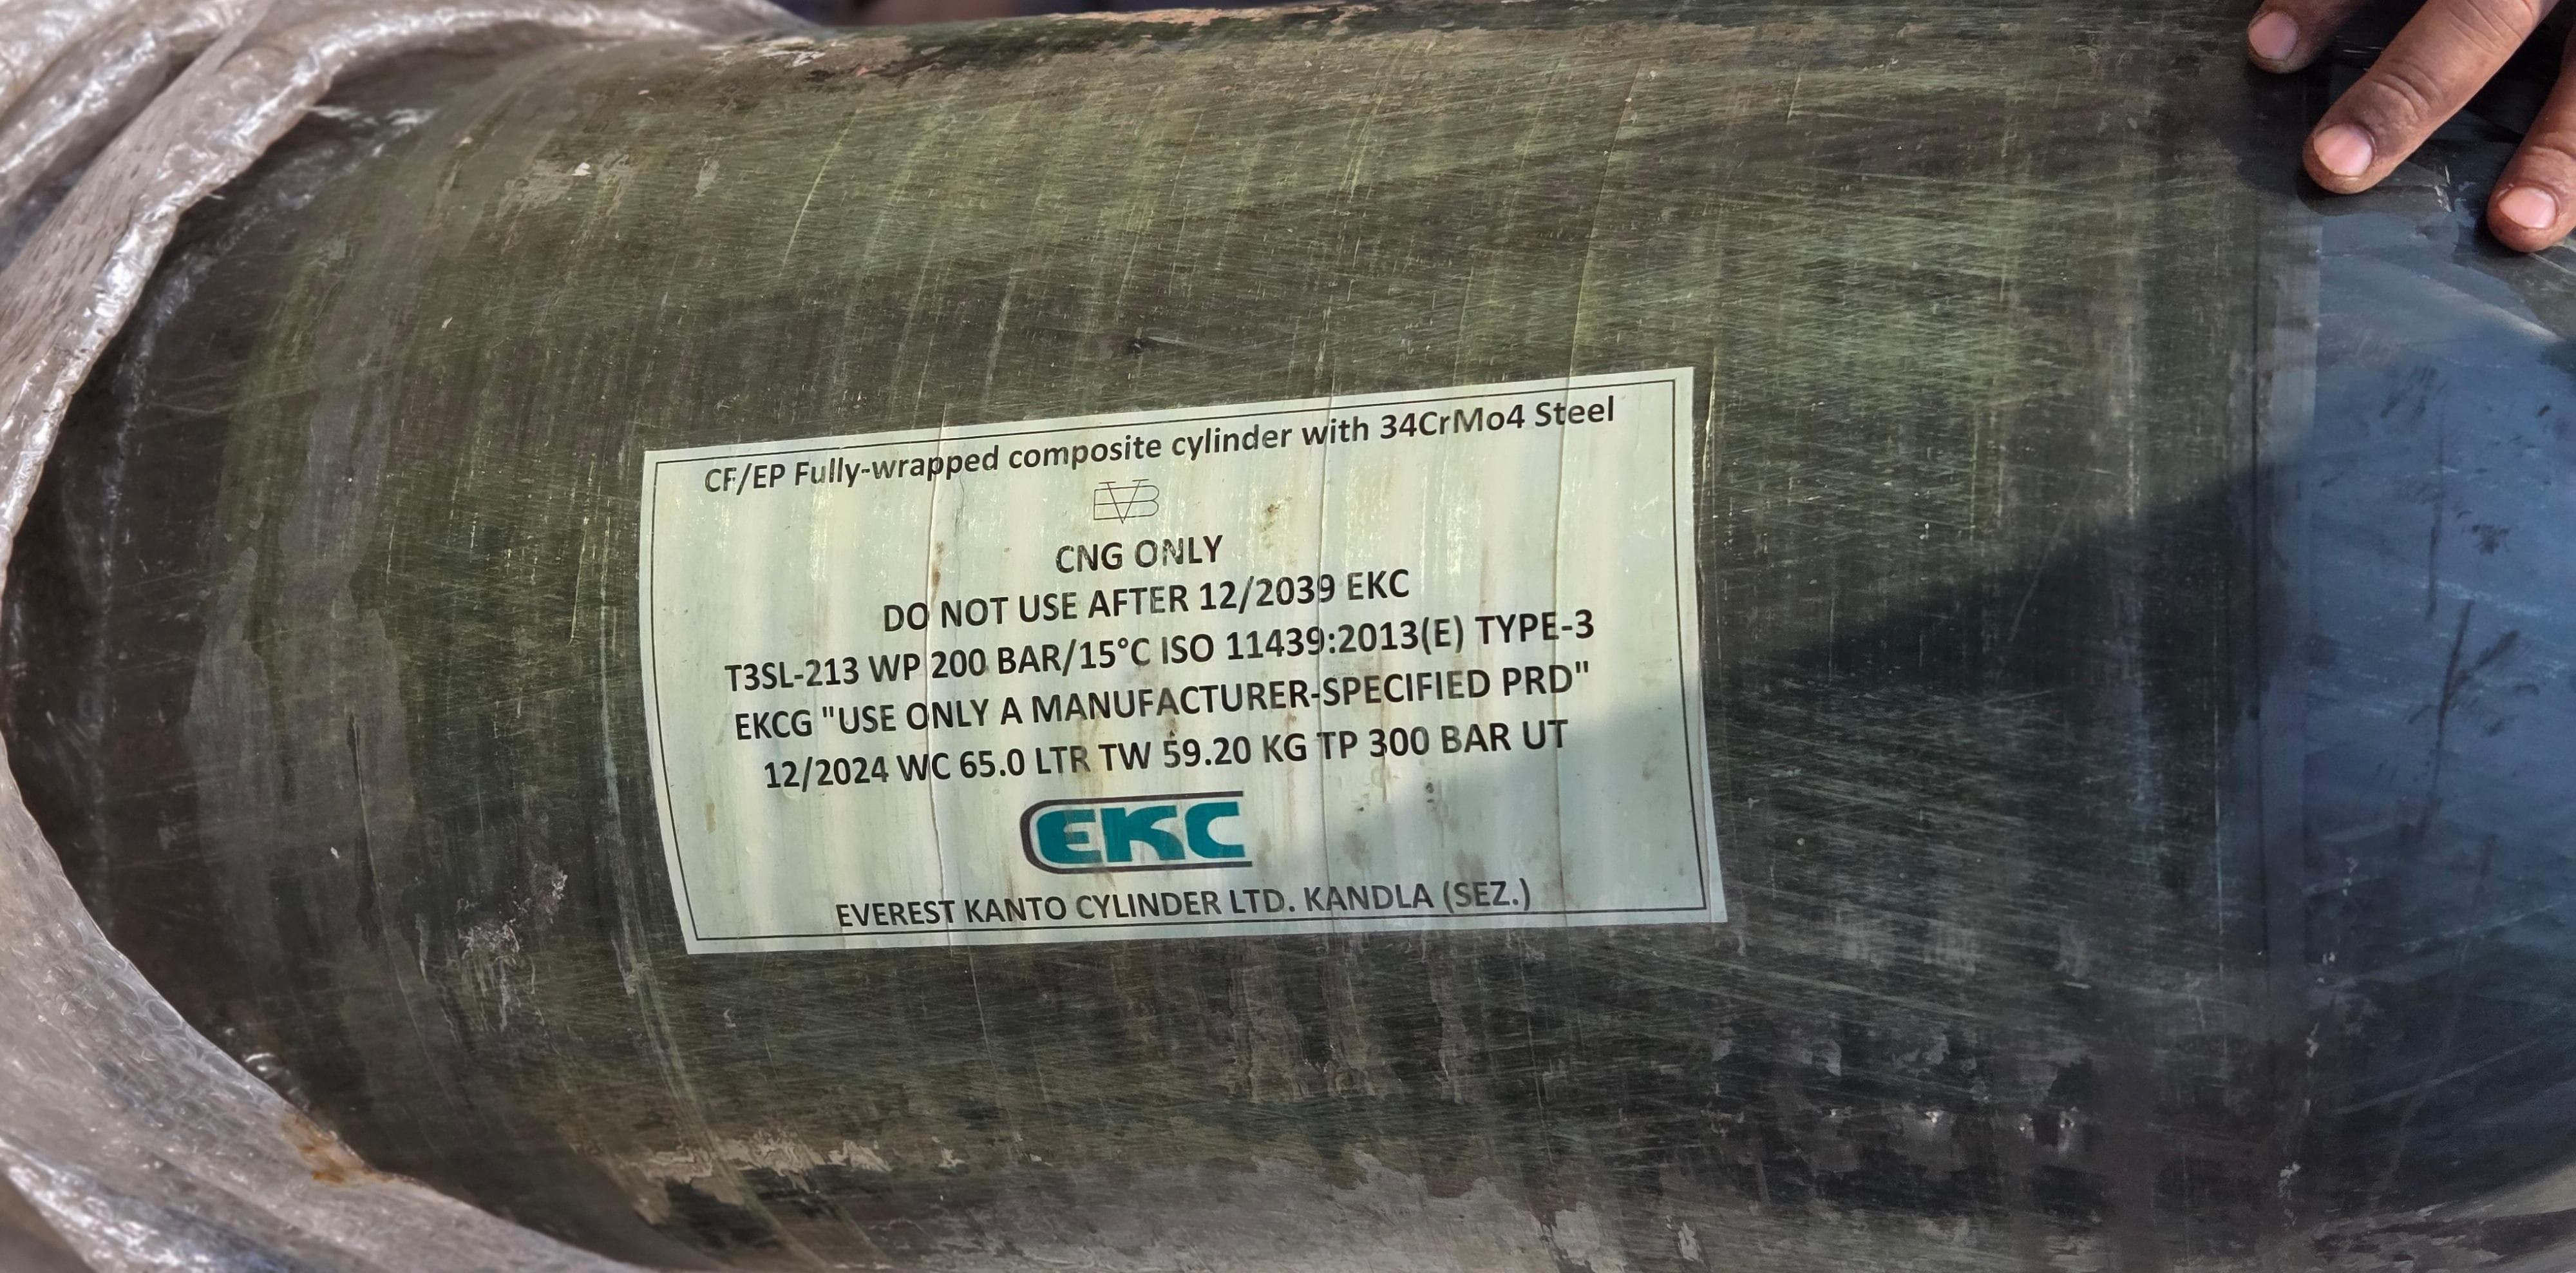 CF/EP Fully-wrapped composite cylinder with 34CrMo4 Steel
BV
CNG ONLY
DO NOT USE AFTER 12/2039 EKC
T3SL-213 WP 200 BAR/15°C ISO 11439:2013(E) TYPE-3
EKCG "USE ONLY A MANUFACTURER-SPECIFIED PRD"
12/2024 WC 65.0 LTR TW 59.20 KG TP 300 BAR UT
EKC
EVEREST KANTO CYLINDER LTD. KANDLA (SEZ.)